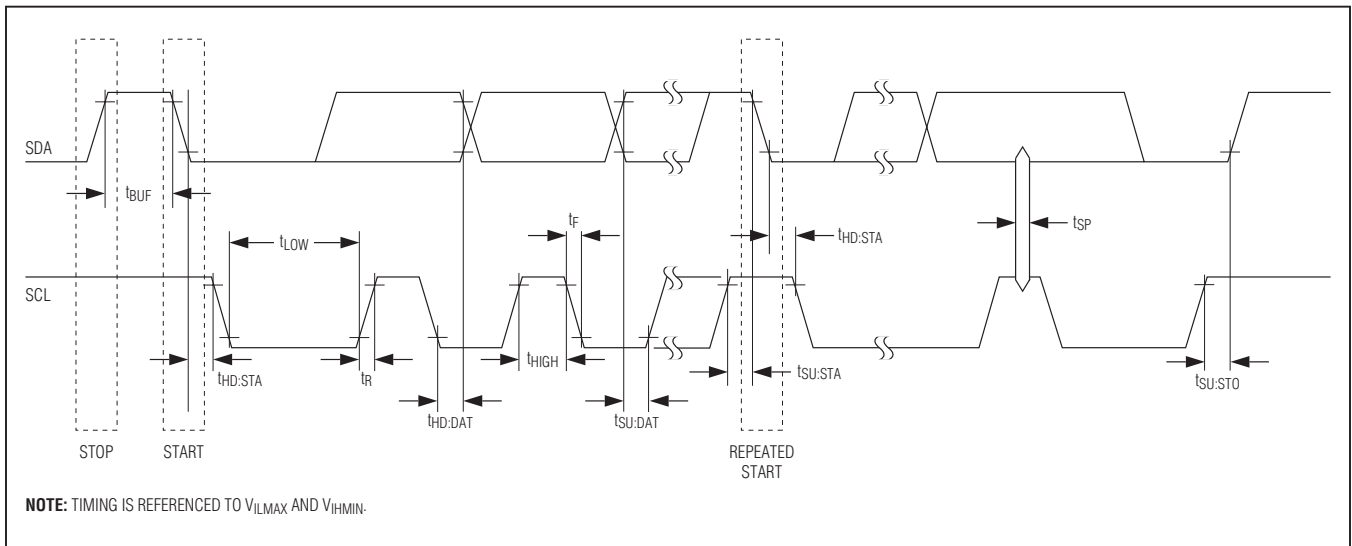 SDA
tBUF
tF
tLOW
tHD:STA
tSP
SCL
tHD:STA
tR
tHIGH
tSU:STA
tSU:STO
tHD:DAT
tSU:DAT
STOP
START
REPEATED
START
NOTE: TIMING IS REFERENCED TO VILMAX AND VIHMIN.